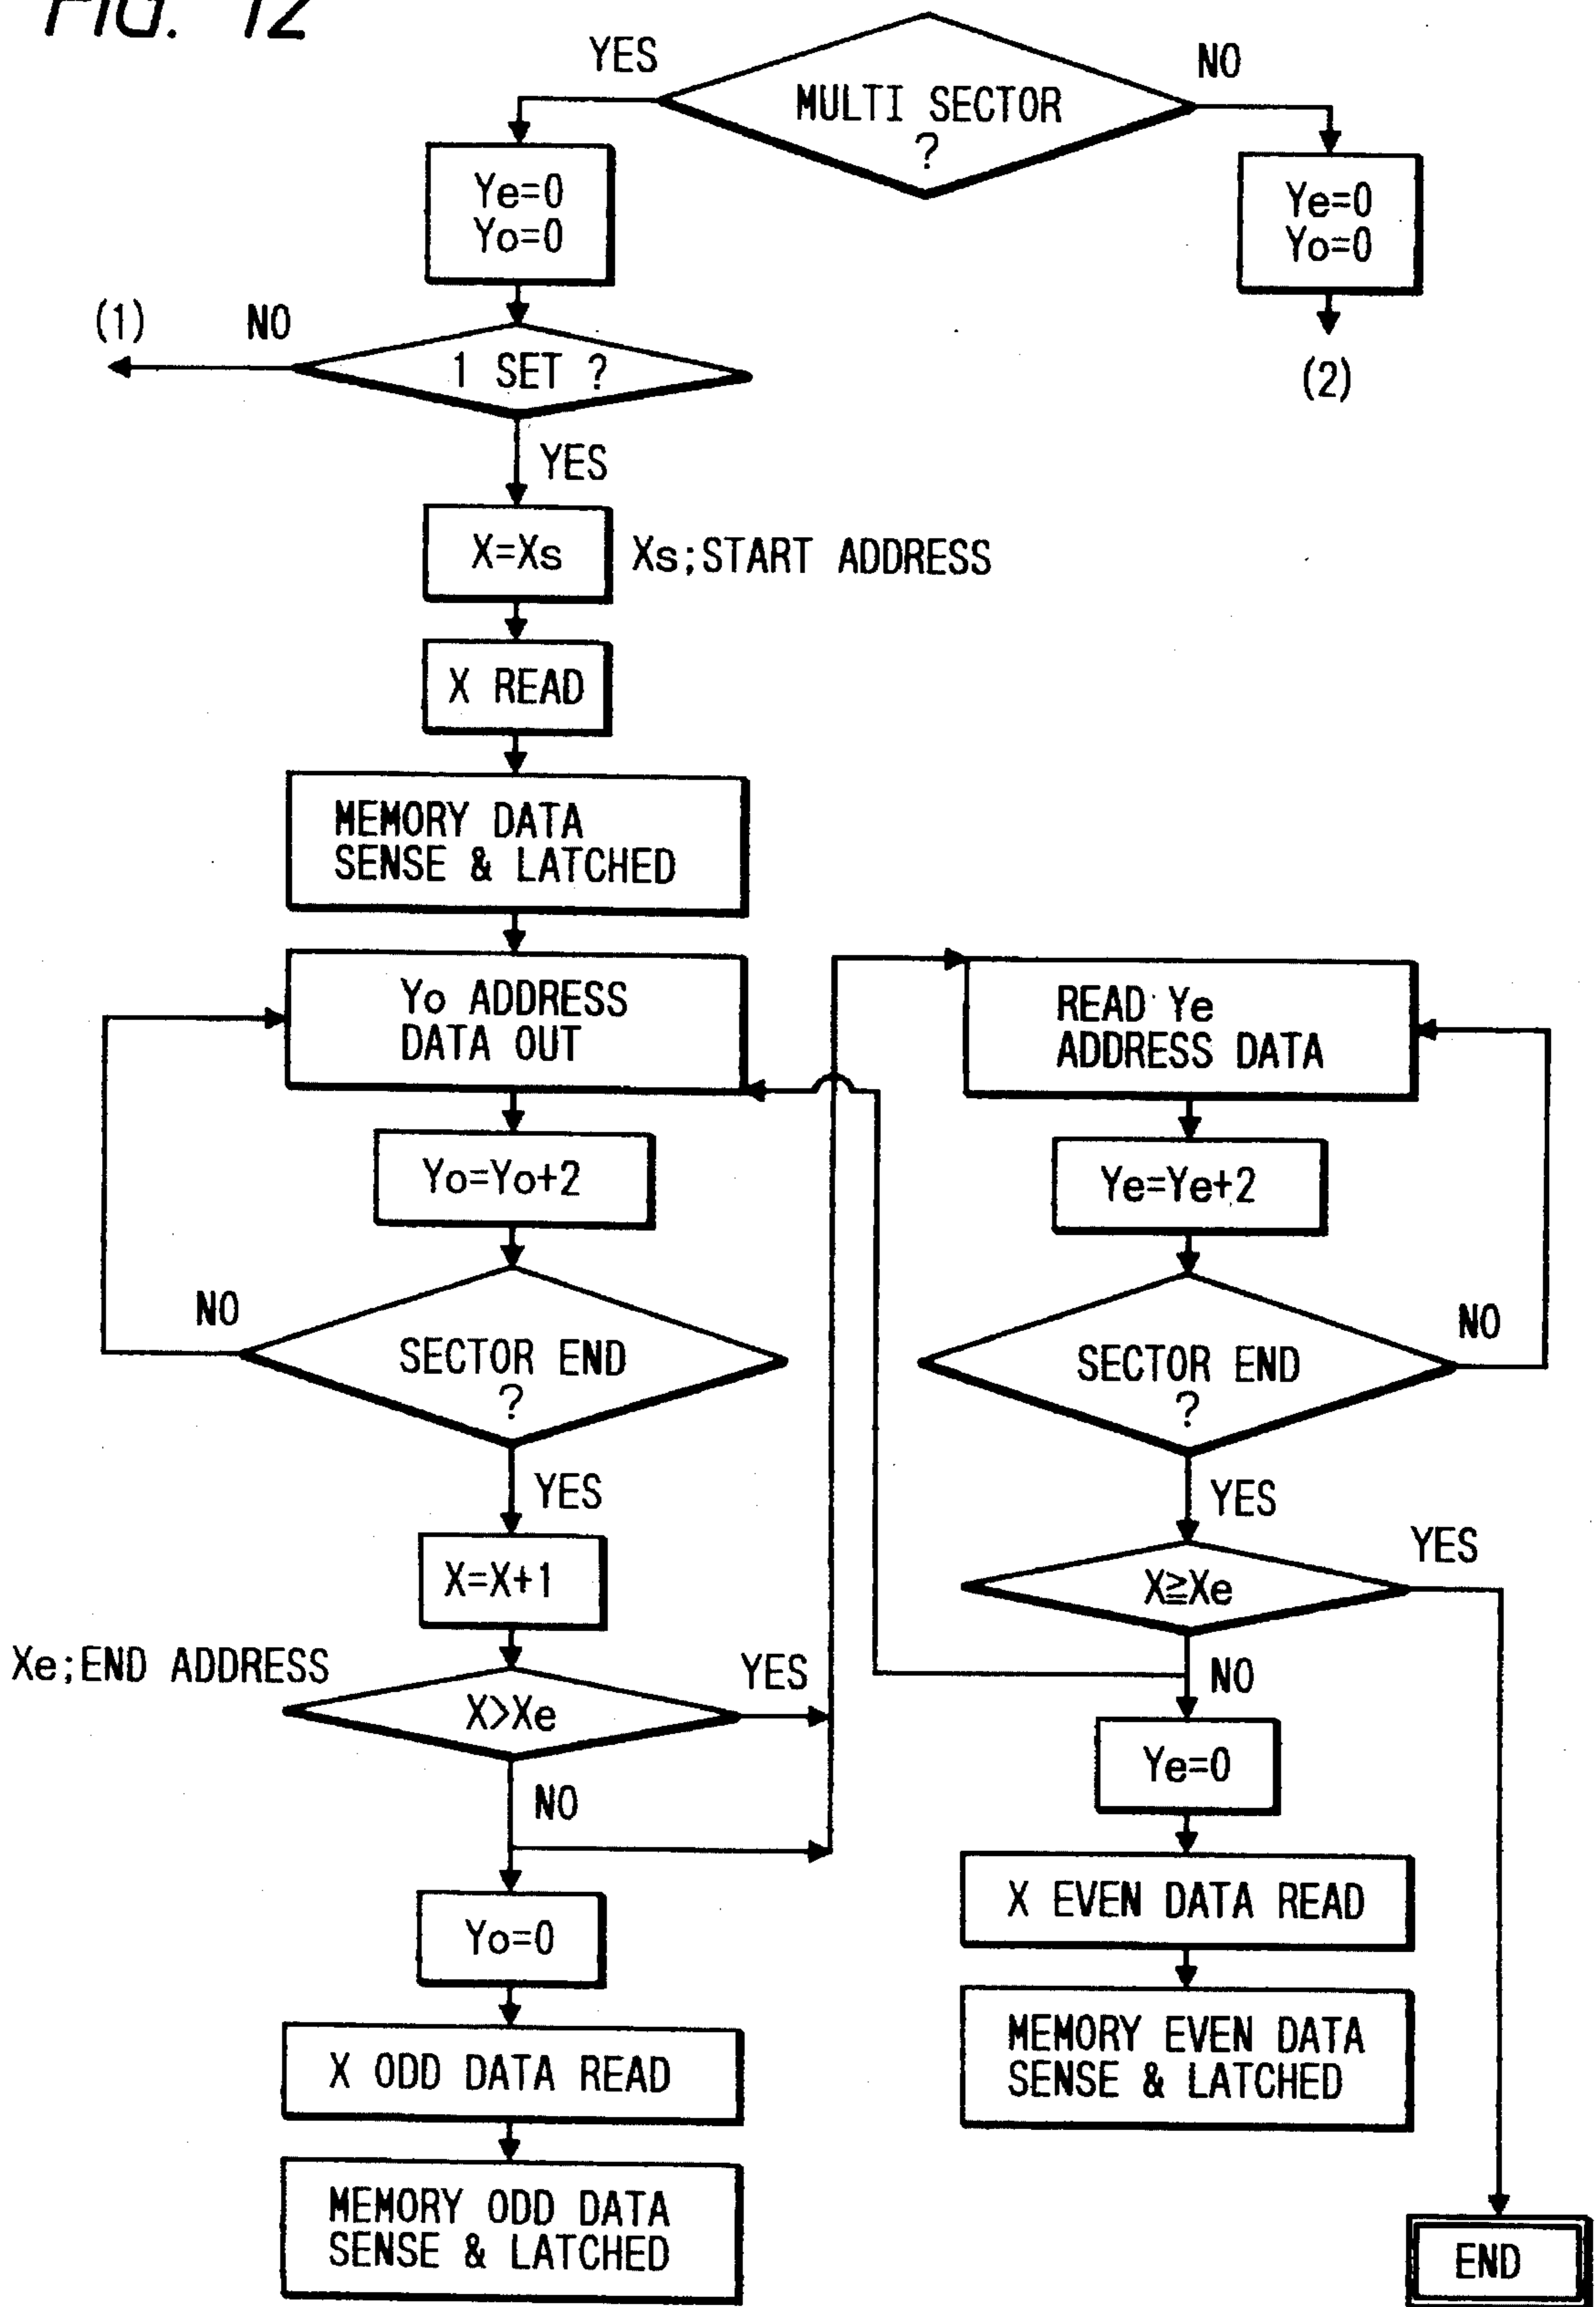 FIG. 12
MULTI SECTOR
?
YES
NO
Ye=0
Yo=0
Ye=0
Yo=0
(1)
NO
1 SET ?
(2)
YES
X=Xs
Xs;START ADDRESS
X READ
MEMORY DATA
SENSE & LATCHED
Yo ADDRESS
DATA OUT
Yo=Yo+2
NO
SECTOR END
?
YES
X=X+1
Xe;END ADDRESS
X>Xe
YES
NO
Yo=0
X ODD DATA READ
MEMORY ODD DATA
SENSE & LATCHED
READ Ye
ADDRESS DATA
Ye=Ye+2
SECTOR END
?
NO
YES
X≧Xe
YES
NO
Ye=0
X EVEN DATA READ
MEMORY EVEN DATA
SENSE & LATCHED
END